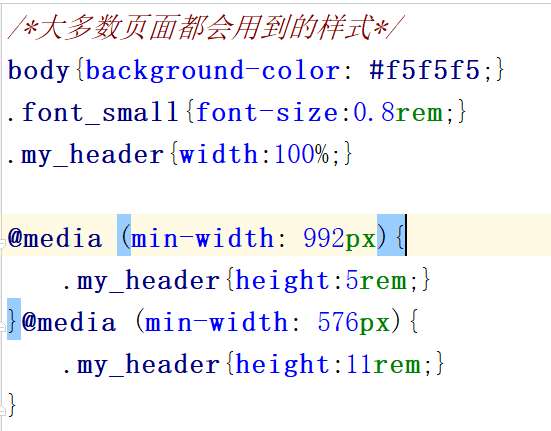 /*大多数页面都会用到的样式*/
body{background-color: #f5f5f5;}
.font_small{font-size:0.8rem;}
.my_header{width:100%;}
@media (min-width: 992px){
.my_header{height:5rem;}
}@media (min-width: 576px){
.my_header{height:11rem;}
}